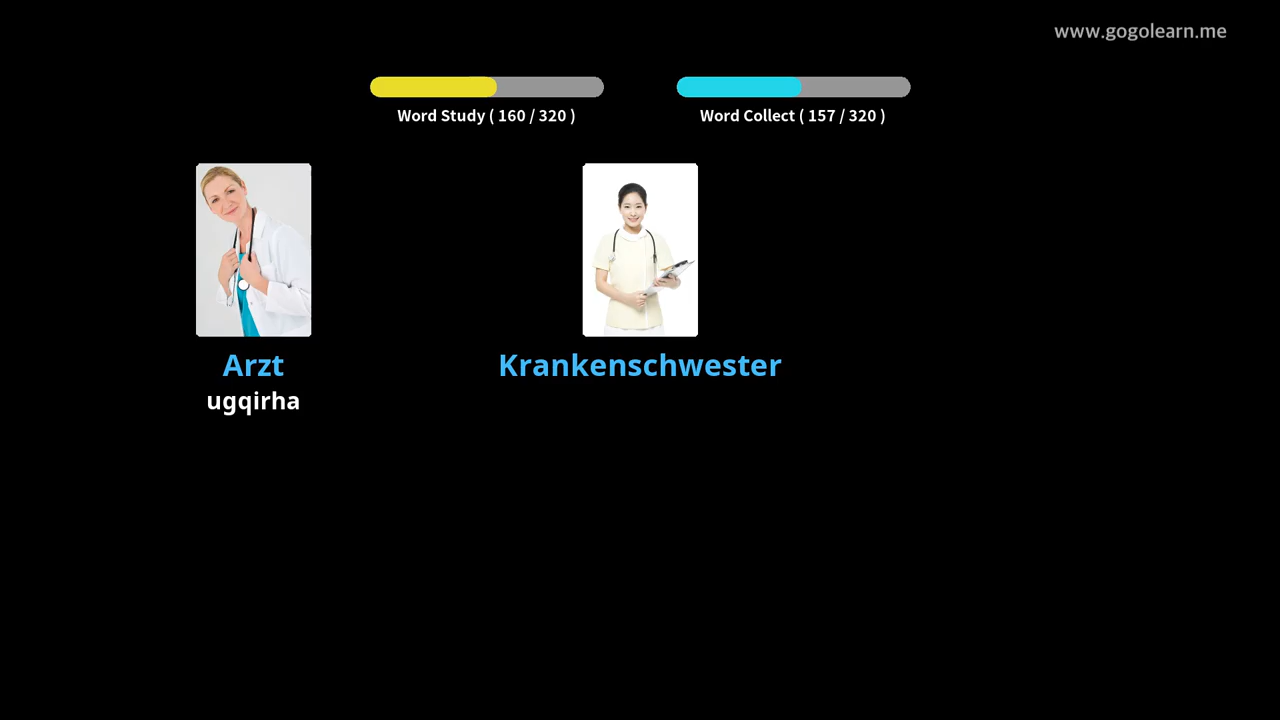 www.gogolearn.me
Word Study ( 160 / 320 )
Word Collect ( 157 / 320 )
Arzt
ugqirha
Krankenschwester